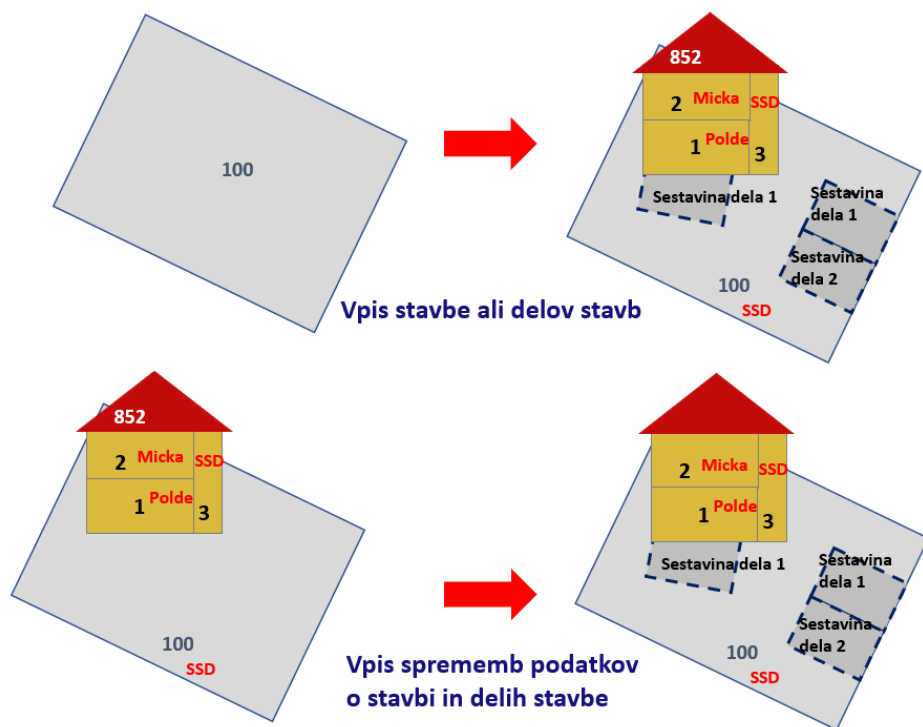 100
852
2 Micka SSD
1 Polde 3
Sestavina dela 1
Sestavina
dela 1
Sestavina
dela 2
100
SSD
Vpis stavbe ali delov stavb
852
2 Micka SSD
1 Polde 3
100
SSD
2 Micka SSD
1 Polde 3
Sestavina dela 1
Sestavina
dela 1
Sestavina
dela 2
100
SSD
Vpis sprememb podatkov
o stavbi in delih stavbe